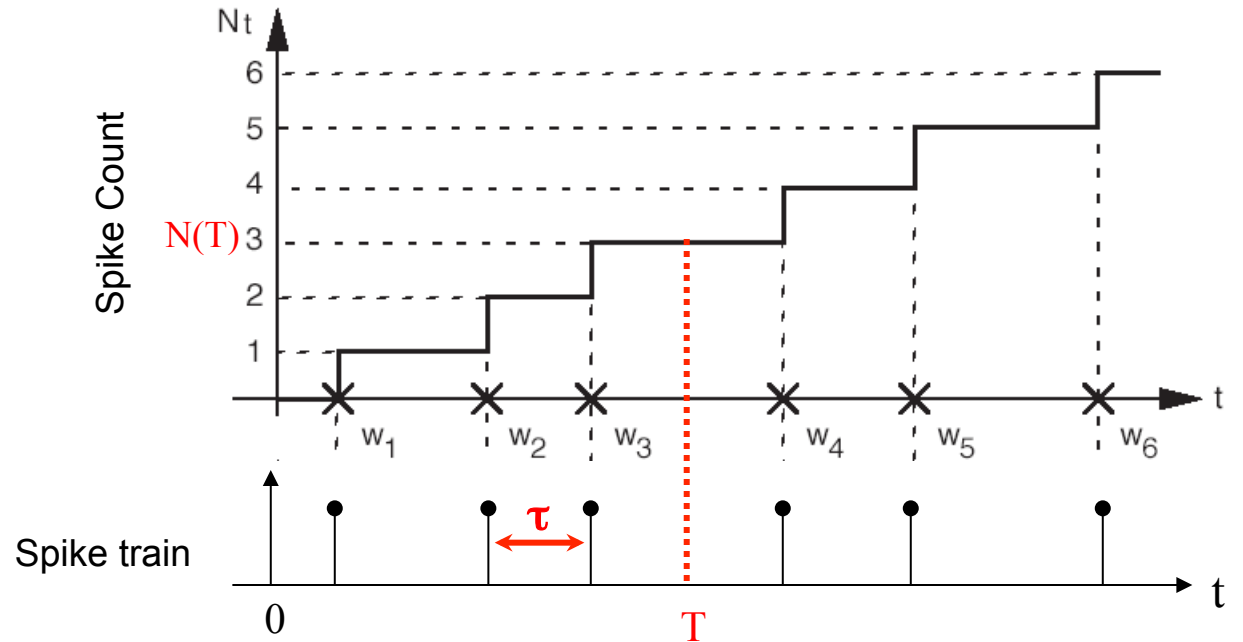 Nt
6
5
4
N(T) 3
2
1
Spike Count
t
w1 w2 w3 w4 w5 w6
τ
Spike train
0 T t